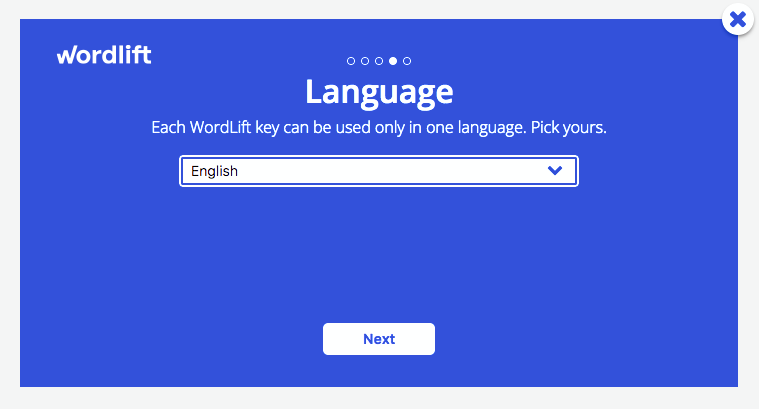 Wordlift
Language
Each WordLift key can be used only in one language. Pick yours.
English
Next